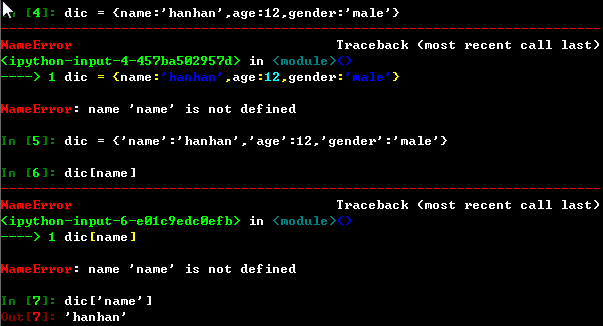 In [4]: dic = {name:'hanhan',age:12,gender:'male'}
---------------------------------------------------------------------------
NameError                                 Traceback (most recent call last)
<ipython-input-4-457ba502957d> in <module>()
----> 1 dic = {name:'hanhan',age:12,gender:'male'}

NameError: name 'name' is not defined

In [5]: dic = {'name':'hanhan','age':12,'gender':'male'}

In [6]: dic[name]
---------------------------------------------------------------------------
NameError                                 Traceback (most recent call last)
<ipython-input-6-e01c9edc0efb> in <module>()
----> 1 dic[name]

NameError: name 'name' is not defined

In [7]: dic['name']
Out[7]: 'hanhan'